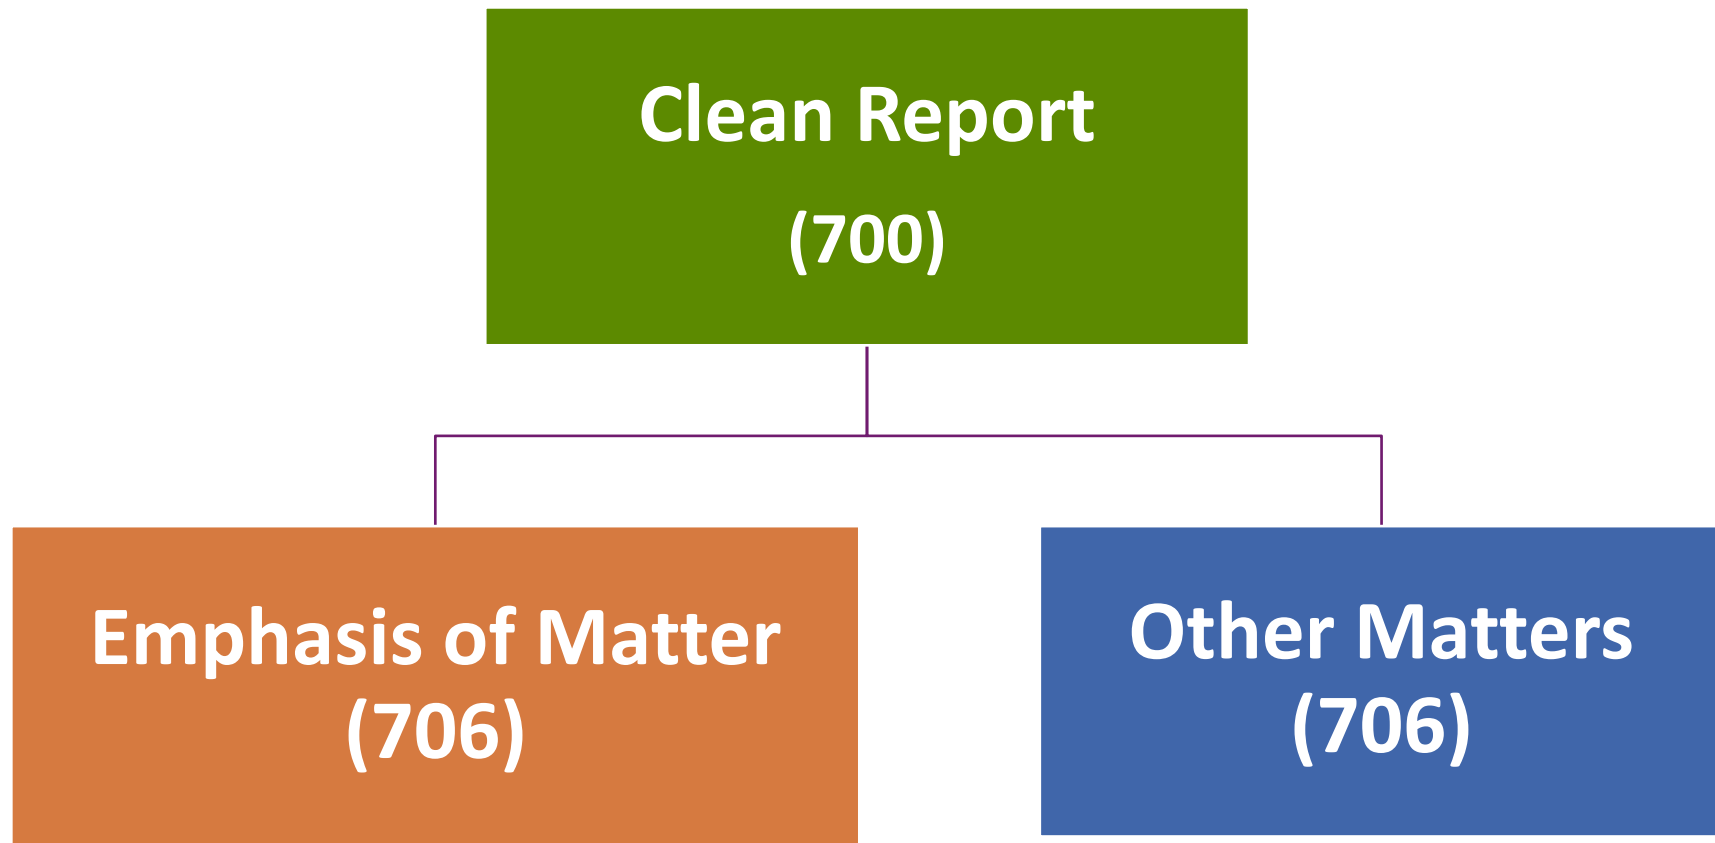 Clean Report
(700)
Emphasis of Matter
(706)
Other Matters
(706)